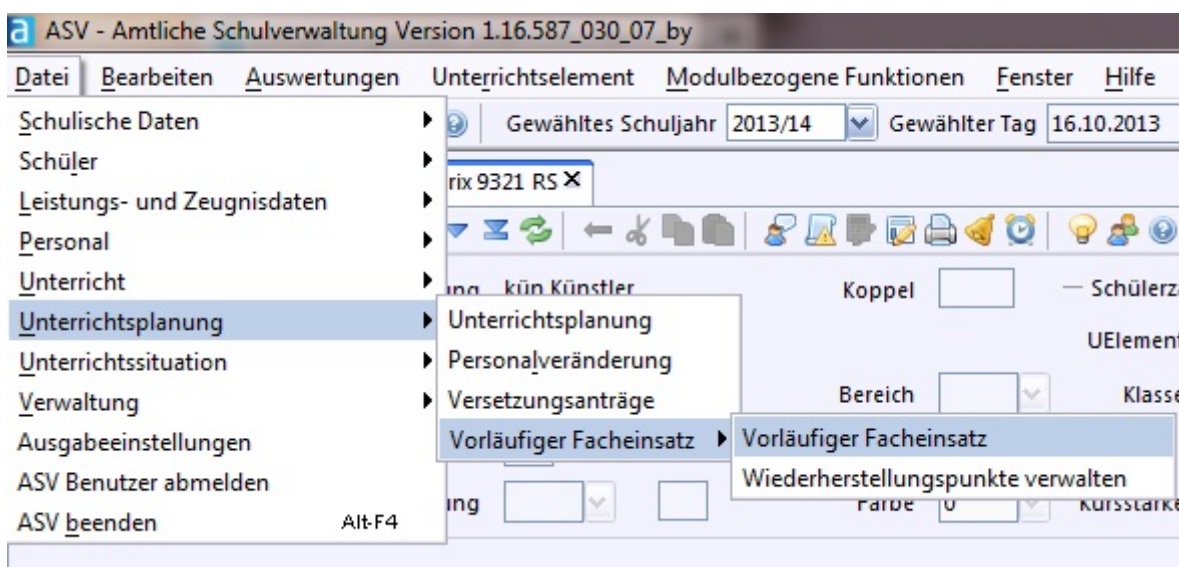 ASV - Amtliche Schulverwaltung Version 1.16.587_030_07_by
Datei Bearbeiten Auswertungen Unterrichtselement Modulbezogene Funktionen Fenster Hilfe
Schulische Daten
Gewähltes Schuljahr 2013/14 Gewählter Tag 16.10.2013
Schüler
rix 9321 RS
Leistungs- und Zeugnisdaten
Personal
Unterricht
kün Künstler Koppel Schülerza
Unterrichtsplanung
Unterrichtsplanung
UElement
Unterrichtssituation
Personalveränderung
Verwaltung
Versetzungsanträge
Bereich Klasse
Ausgabeeinstellungen
Vorläufiger Facheinsatz
Vorläufiger Facheinsatz
ASV Benutzer abmelden
Wiederherstellungspunkte verwalten
ASV beenden Alt-F4
ung Farbe 0 Kursstärke